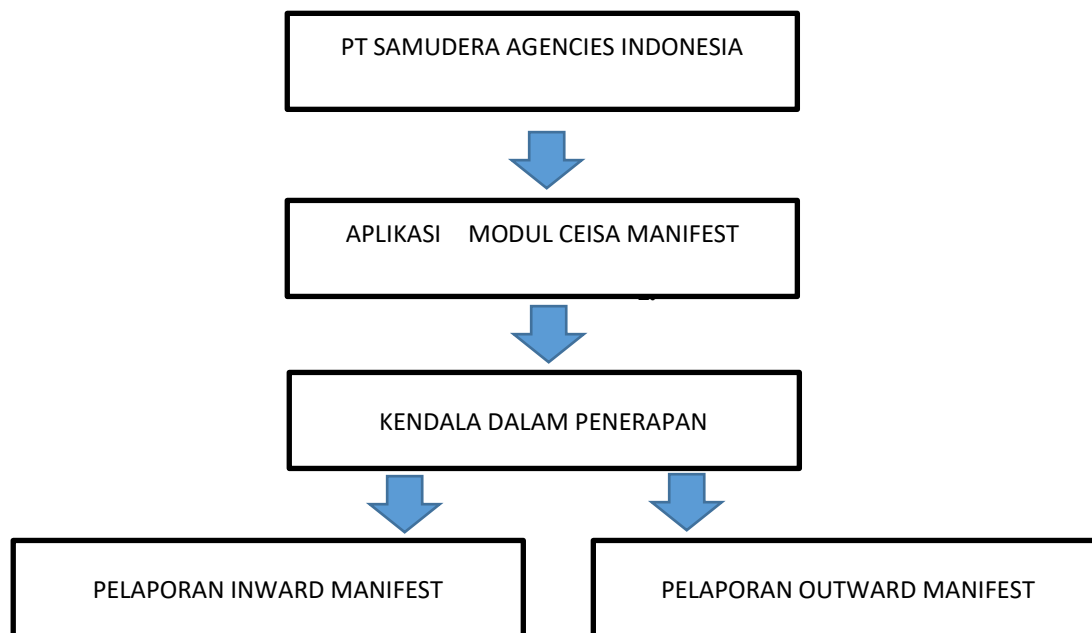 PT SAMUDERA AGENCIES INDONESIA
APLIKASI MODUL CEISA MANIFEST
KENDALA DALAM PENERAPAN
PELAPORAN INWARD MANIFEST
PELAPORAN OUTWARD MANIFEST